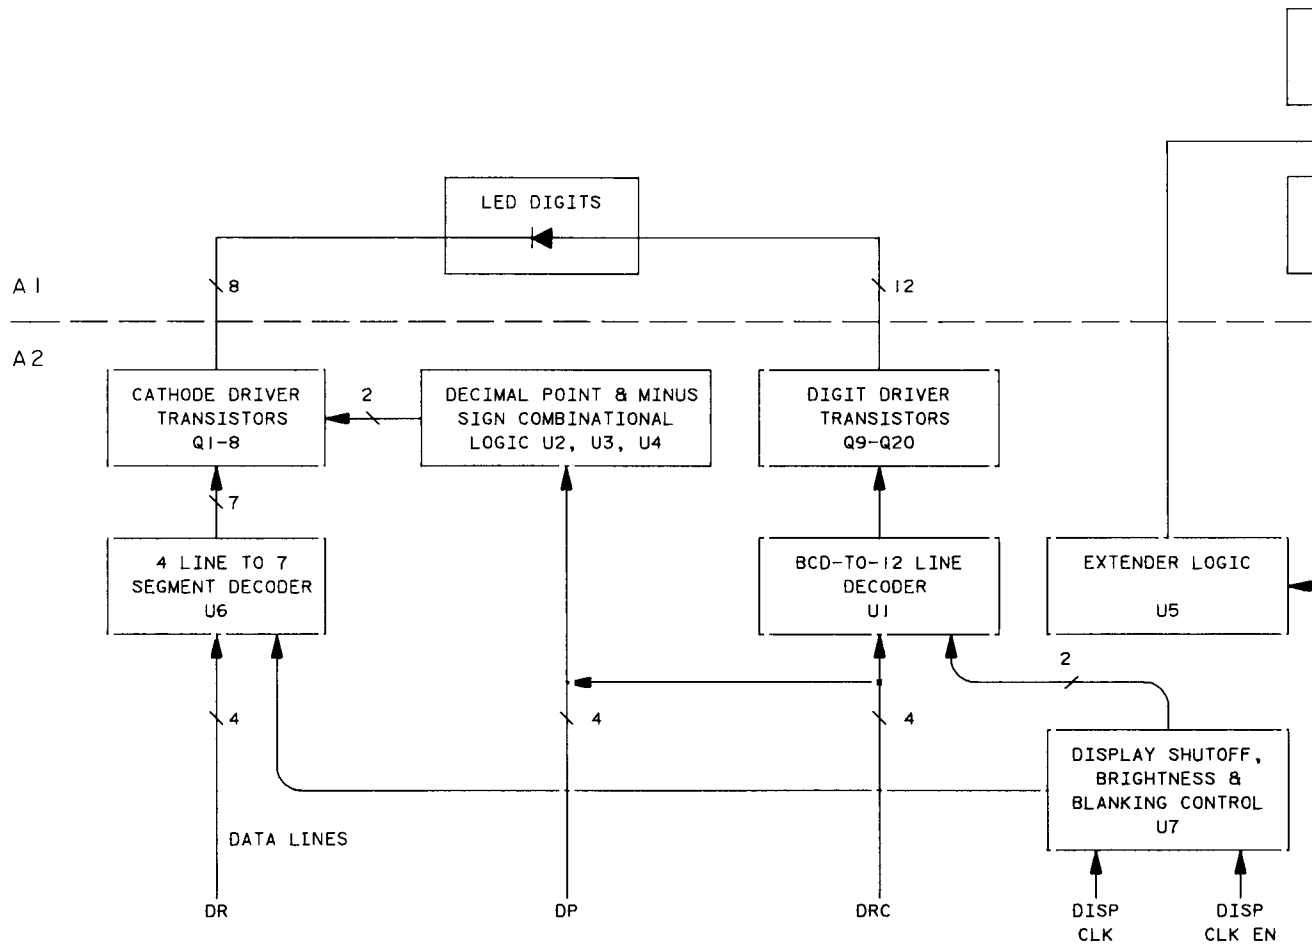 LED DIGITS
A1
8
12
A2
CATHODE DRIVER
TRANSISTORS
Q1-8
2
DECIMAL POINT & MINUS
SIGN COMBINATIONAL
LOGIC U2, U3, U4
DIGIT DRIVER
TRANSISTORS
Q9-Q20
7
4 LINE TO 7
SEGMENT DECODER
U6
BCD-TO-12 LINE
DECODER
U1
EXTENDER LOGIC
U5
2
4
4
4
DISPLAY SHUTOFF,
BRIGHTNESS &
BLANKING CONTROL
U7
DATA LINES
DR
DP
DRC
DISP
CLK
DISP
CLK EN